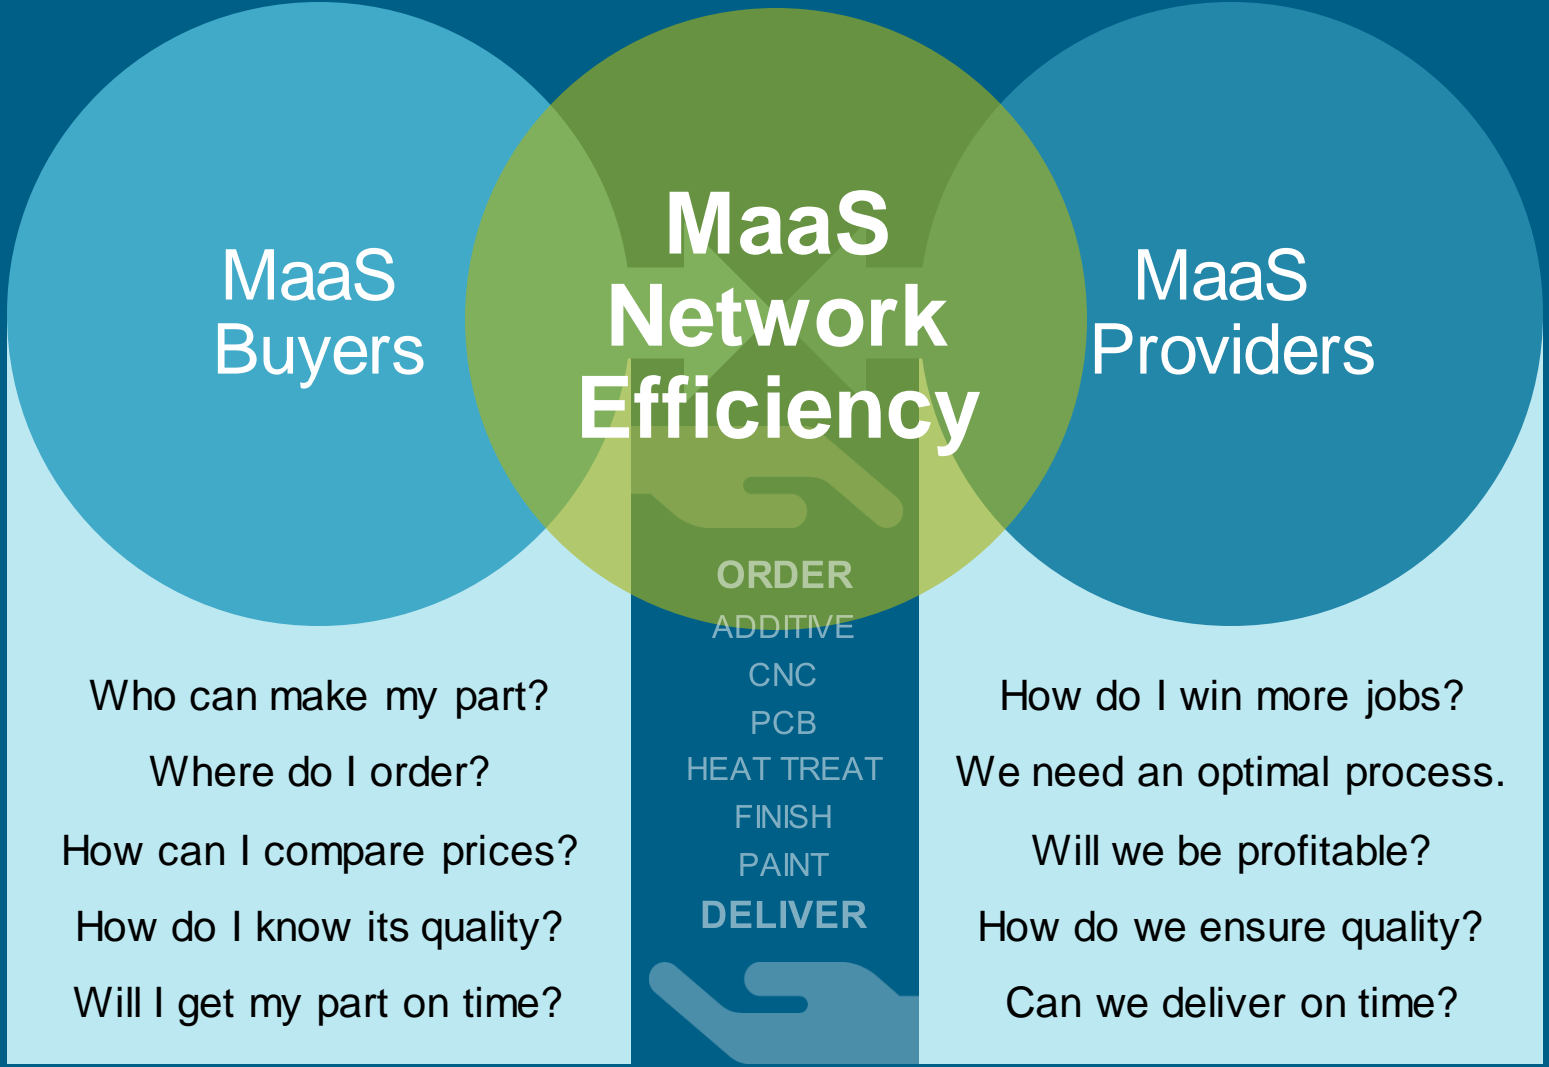 MaaS
Buyers
MaaS
Network
Efficiency
MaaS
Providers
Who can make my part?
Where do I order?
How can I compare prices?
How do I know its quality?
Will I get my part on time?
ORDER
ADDITIVE
CNC
PCB
HEAT TREAT
FINISH
PAINT
DELIVER
How do I win more jobs?
We need an optimal process.
Will we be profitable?
How do we ensure quality?
Can we deliver on time?